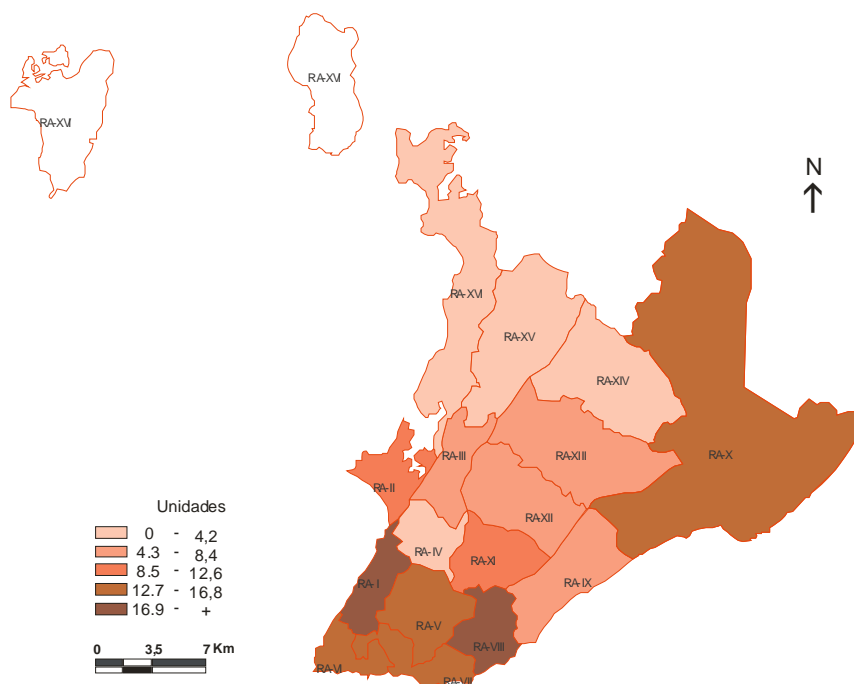 RA-XVI
RA-XVI
N
RA-XVI
RA-XV
RA-XIV
RA-III
RA-XIII
RA-X
RA-II
RA-XII
RA-IV
RA-XI
RA-I
RA-IX
RA-V
RA-VIII
RA-VI
RA-VII
Unidades
0 - 4,2
4.3 - 8,4
8.5 - 12,6
12.7 - 16,8
16.9 - +
0 3,5 7 Km